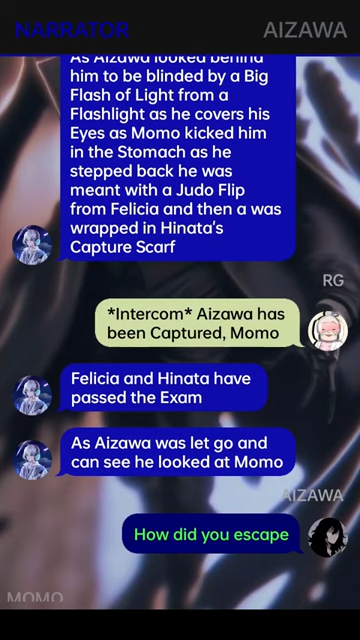 NARRATOR
AIZAWA
As Aizawa looked behind
him to be blinded by a Big
Flash of Light from a
Flashlight as he covers his
Eyes as Momo kicked him
in the Stomach as he
stepped back he was
meant with a Judo Flip
from Felicia and then a was
wrapped in Hinata's
Capture Scarf
RG
*Intercom* Aizawa has
been Captured, Momo
Felicia and Hinata have
passed the Exam
As Aizawa was let go and
can see he looked at Momo
AIZAWA
How did you escape
MOMO